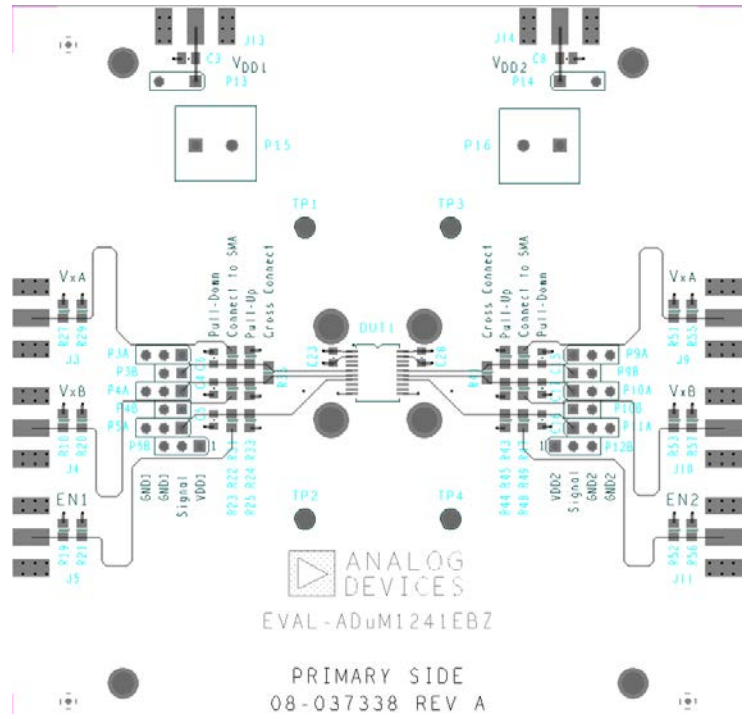 J13
J14
C3
C8
VDD1
VDD2
P13
P14
P15
P16
TP1
TP3
VxA
VxA
Pull-Down
Connect to SMA
Pull-Up
Cross Connect
Cross Connect
Connect to SMA
Pull-Up
Pull-Down
R27
R29
R51
R55
DUT1
J3
J9
P3A
P9A
C23
C28
P3B
P9B
VxB
VxB
P4A
P10A
P4B
P10B
R18
R20
R53
R57
P5A
P11A
P12B
1
1
J4
J10
GND1
GND1
Signal
VDD1
R23
R22
R25
R24
R33
R44
R45
R43
R48
R49
VDD2
Signal
GND2
GND2
EN1
EN2
TP2
TP4
R19
R21
R52
R56
J5
J11
ANALOG
DEVICES
EVAL-ADuM1241EBZ
PRIMARY SIDE
08-037338 REV A